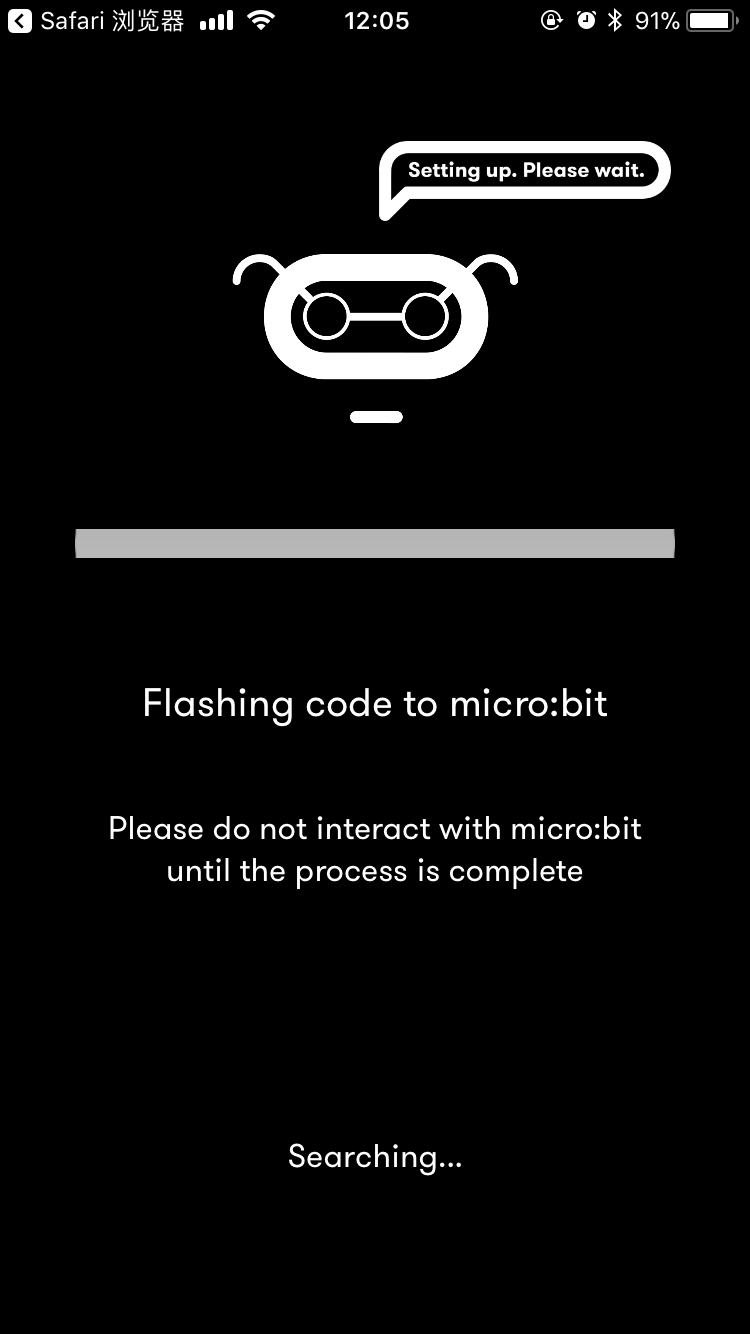 Safari 浏览器 12:05 91%
Setting up. Please wait.
Flashing code to micro:bit
Please do not interact with micro:bit
until the process is complete
Searching...